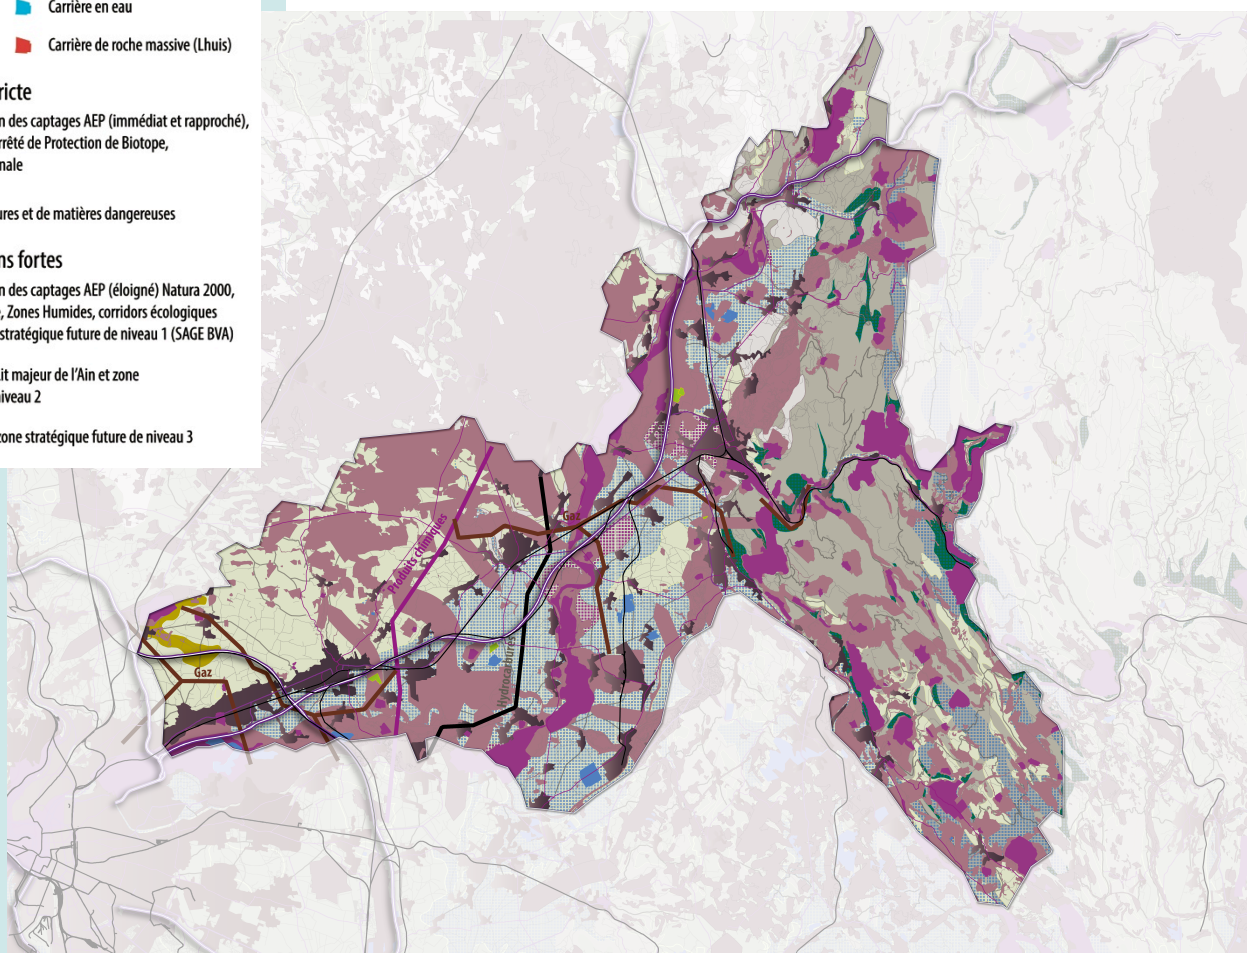 Carrière en eau
Carrière de roche massive (Lhuis)
ricte
n des captages AEP (immédiat et rapproché),
rrêté de Protection de Biotope,
nale
ures et de matières dangereuses
ns fortes
n des captages AEP (éloigné) Natura 2000,
, Zones Humides, corridors écologiques
stratégique future de niveau 1 (SAGE BVA)
it majeur de l'Ain et zone
niveau 2
zone stratégique future de niveau 3
Produits chimiques
Gaz
Gaz
Hydrocarbures